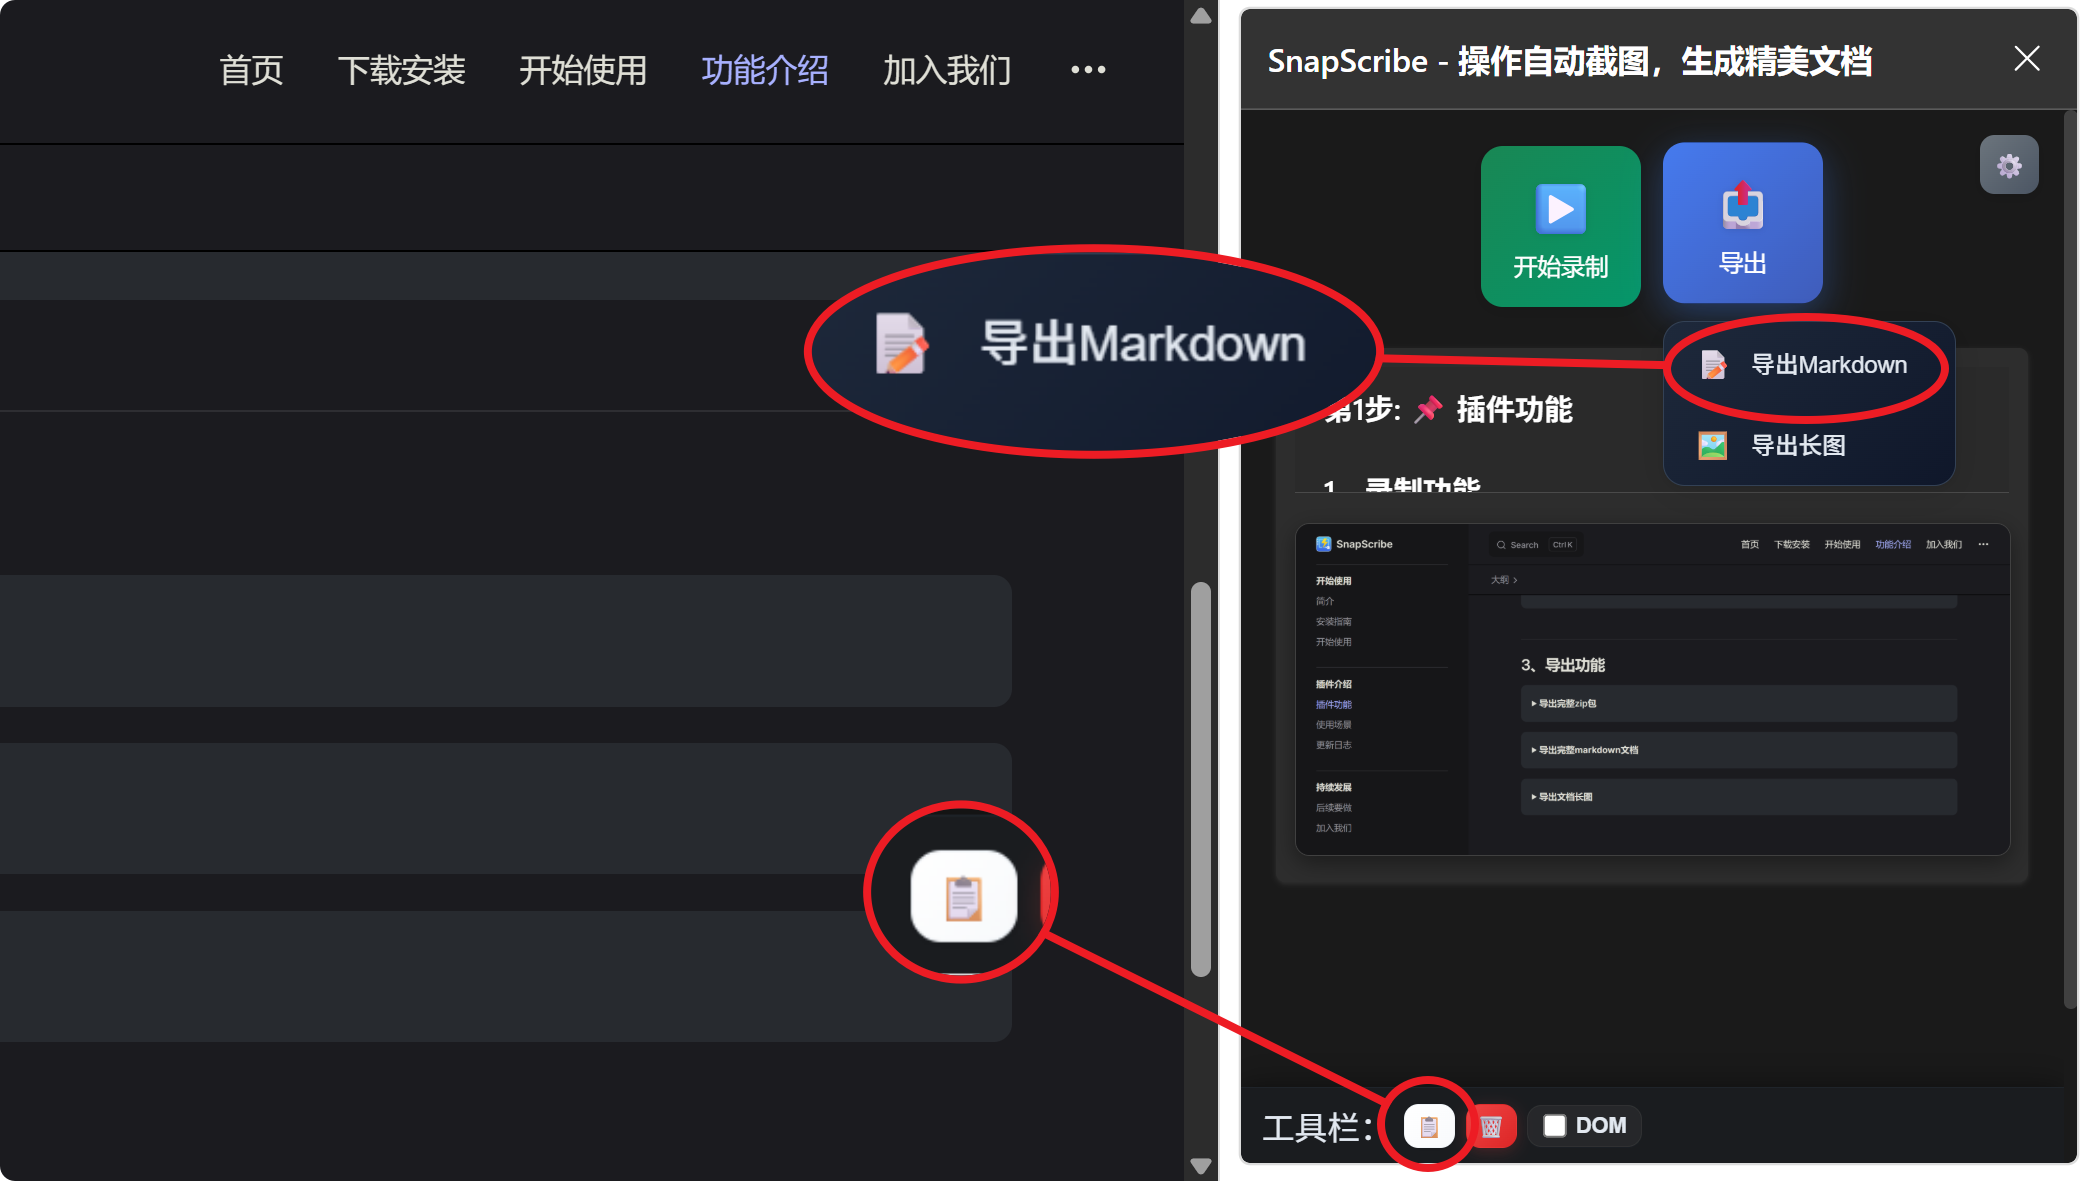 首页 下载安装 开始使用 功能介绍 加入我们 •••
导出Markdown
SnapScribe - 操作自动截图，生成精美文档
开始录制
导出
导出Markdown
导出长图
第1步: 📌 插件功能
1、录制功能
SnapScribe
开始使用
简介
安装指南
开始使用
插件介绍
插件功能
使用场景
更新日志
持续发展
后续要做
加入我们
Search Ctrl K
首页 下载安装 开始使用 功能介绍 加入我们 •••
大纲 >
3、导出功能
▸ 导出完整zip包
▸ 导出完整markdown文档
▸ 导出文档长图
工具栏：
DOM